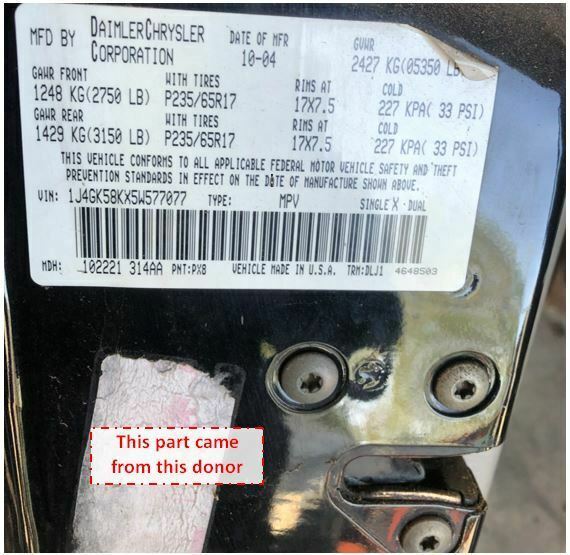 MFD BY DAIMLERCHRYSLER CORPORATION DATE OF MFR 10-04 GVWR 2427 KG(05350 LB
GAWR FRONT WITH TIRES RIMS AT COLD
1248 KG(2750 LB) P235/65R17 17X7.5 227 KPA( 33 PSI)
GAWR REAR WITH TIRES RIMS AT COLD
1429 KG(3150 LB) P235/65R17 17X7.5 227 KPA( 33 PSI)
THIS VEHICLE CONFORMS TO ALL APPLICABLE FEDERAL MOTOR VEHICLE SAFETY AND THEFT
PREVENTION STANDARDS IN EFFECT ON THE DATE OF MANUFACTURE SHOWN ABOVE.
VIN: 1J4GK58KX5W577077 TYPE: MPV SINGLE X DUAL
MDH: 102221 314AA PNT:PX8 VEHICLE MADE IN U.S.A. TRM:DLJ1 4648503
This part came
from this donor